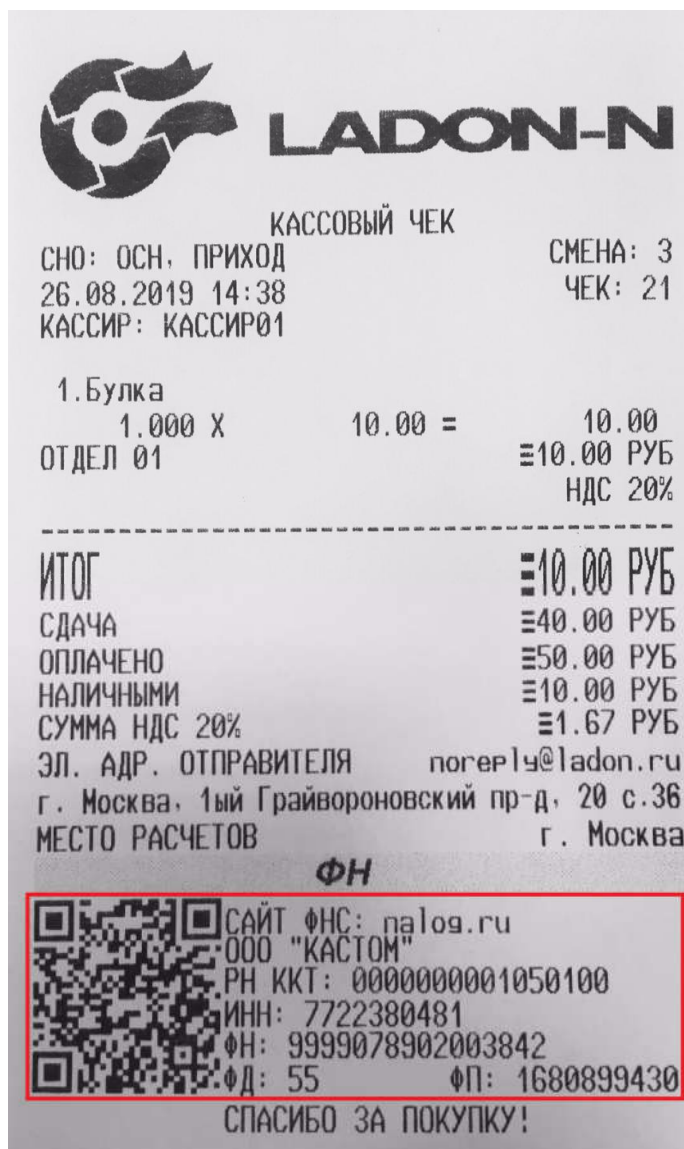 LADON-N
КАССОВЫЙ ЧЕК
СНО: ОСН, ПРИХОД СМЕНА: 3
26.08.2019 14:38 ЧЕК: 21
КАССИР: КАССИР01
1.Булка
1.000 X 10.00 = 10.00
ОТДЕЛ 01 ≡10.00 РУБ
НДС 20%
ИТОГ ≡10.00 РУБ
СДАЧА ≡40.00 РУБ
ОПЛАЧЕНО ≡50.00 РУБ
НАЛИЧНЫМИ ≡10.00 РУБ
СУММА НДС 20% ≡1.67 РУБ
ЭЛ. АДР. ОТПРАВИТЕЛЯ noreply@ladon.ru
г. Москва, 1ый Грайвороновский пр-д, 20 с.36
МЕСТО РАСЧЕТОВ г. Москва
ФН
САЙТ ФНС: nalog.ru
ООО "КАСТОМ"
РН ККТ: 0000000001050100
ИНН: 7722380481
ФН: 9999078902003842
ФД: 55 ФП: 1680899430
СПАСИБО ЗА ПОКУПКУ!